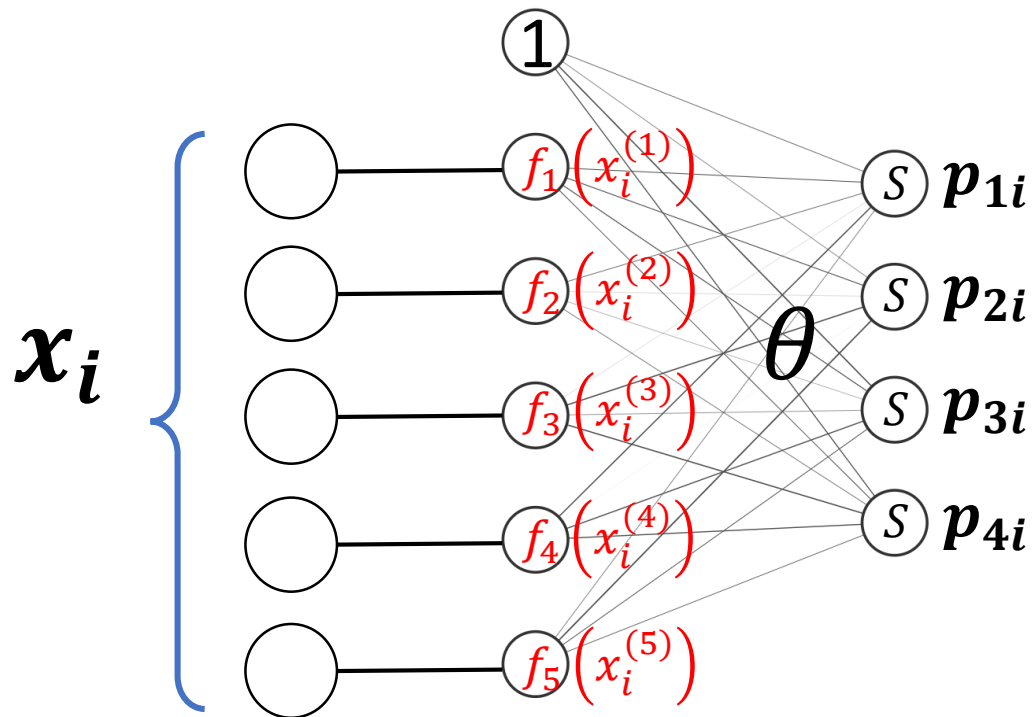 1
f₁(xᵢ⁽¹⁾)
S p₁ᵢ
f₂(xᵢ⁽²⁾)
S p₂ᵢ
xᵢ
θ
f₃(xᵢ⁽³⁾)
S p₃ᵢ
f₄(xᵢ⁽⁴⁾)
S p₄ᵢ
f₅(xᵢ⁽⁵⁾)